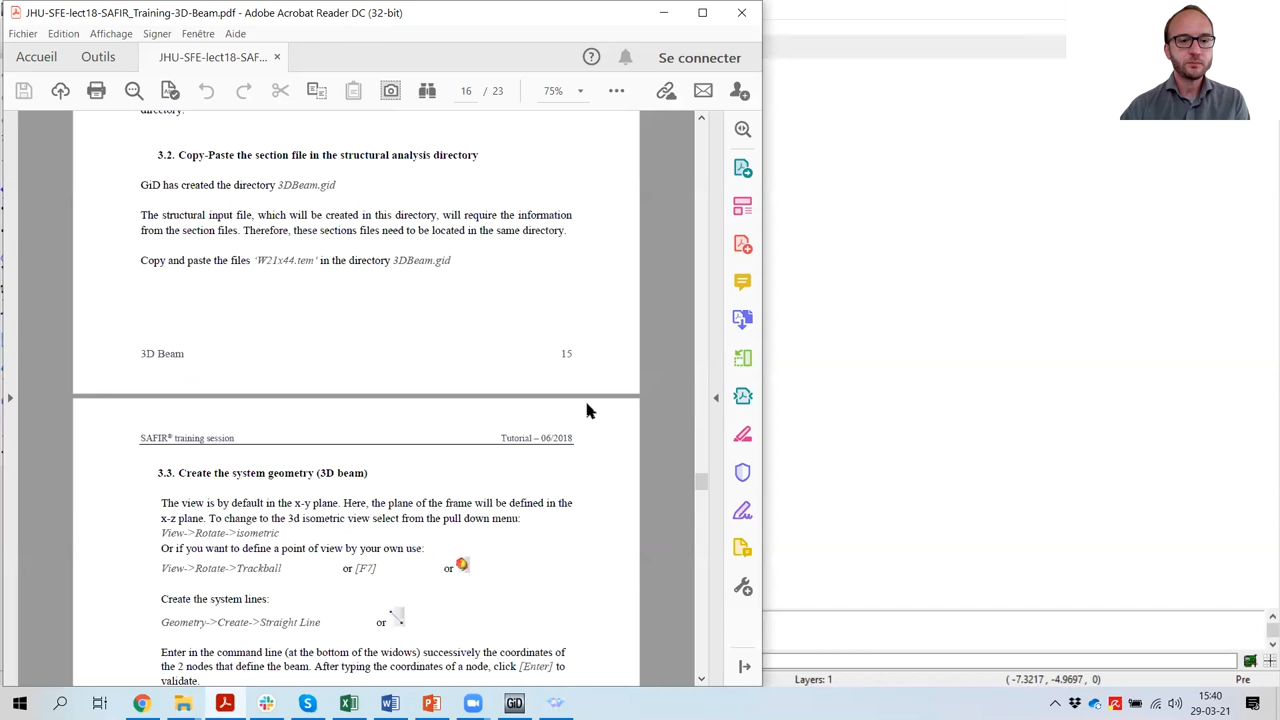 JHU-SFE-lect18-SAFIR_Training-3D-Beam.pdf - Adobe Acrobat Reader DC (32-bit)
Fichier Edition Affichage Signer Fenêtre Aide
Accueil Outils JHU-SFE-lect18-SAF... × Se connecter
16 / 23 75%
directory.
3.2. Copy-Paste the section file in the structural analysis directory
GiD has created the directory 3DBeam.gid
The structural input file, which will be created in this directory, will require the information
from the section files. Therefore, these sections files need to be located in the same directory.
Copy and paste the files ‘W21x44.tem’ in the directory 3DBeam.gid
3D Beam 15
SAFIR® training session Tutorial – 06/2018
3.3. Create the system geometry (3D beam)
The view is by default in the x-y plane. Here, the plane of the frame will be defined in the
x-z plane. To change to the 3d isometric view select from the pull down menu:
View->Rotate->isometric
Or if you want to define a point of view by your own use:
View->Rotate->Trackball or [F7] or
Create the system lines:
Geometry->Create->Straight Line or
Enter in the command line (at the bottom of the widows) successively the coordinates of
the 2 nodes that define the beam. After typing the coordinates of a node, click [Enter] to
validate.
Layers: 1 ( -7.3217, -4.9697, 0) Pre
GiD
15:40
29-03-21